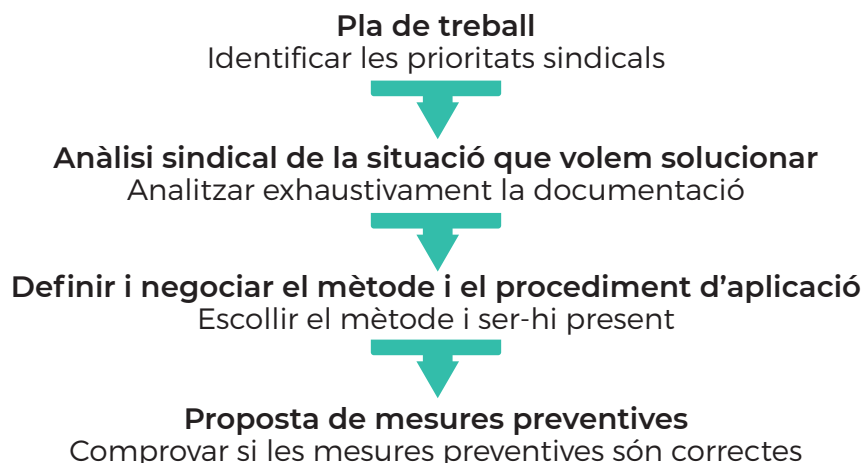 Pla de treball
Identificar les prioritats sindicals
Anàlisi sindical de la situació que volem solucionar
Analitzar exhaustivament la documentació
Definir i negociar el mètode i el procediment d’aplicació
Escollir el mètode i ser-hi present
Proposta de mesures preventives
Comprovar si les mesures preventives són correctes